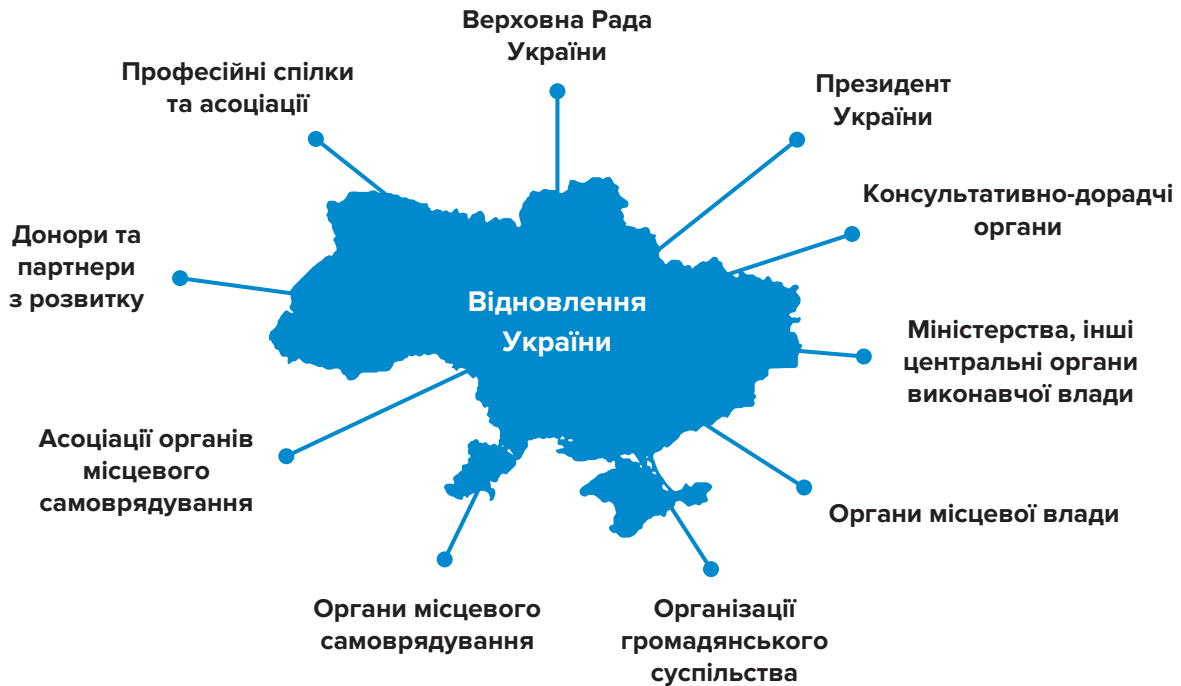 Верховна Рада
України
Професійні спілки
та асоціації
Президент
України
Консультативно-дорадчі
органи
Донори та
партнери
з розвитку
Відновлення
України
Міністерства, інші
центральні органи
виконавчої влади
Асоціації органів
місцевого
самоврядування
Органи місцевої влади
Органи місцевого
самоврядування
Організації
громадянського
суспільства